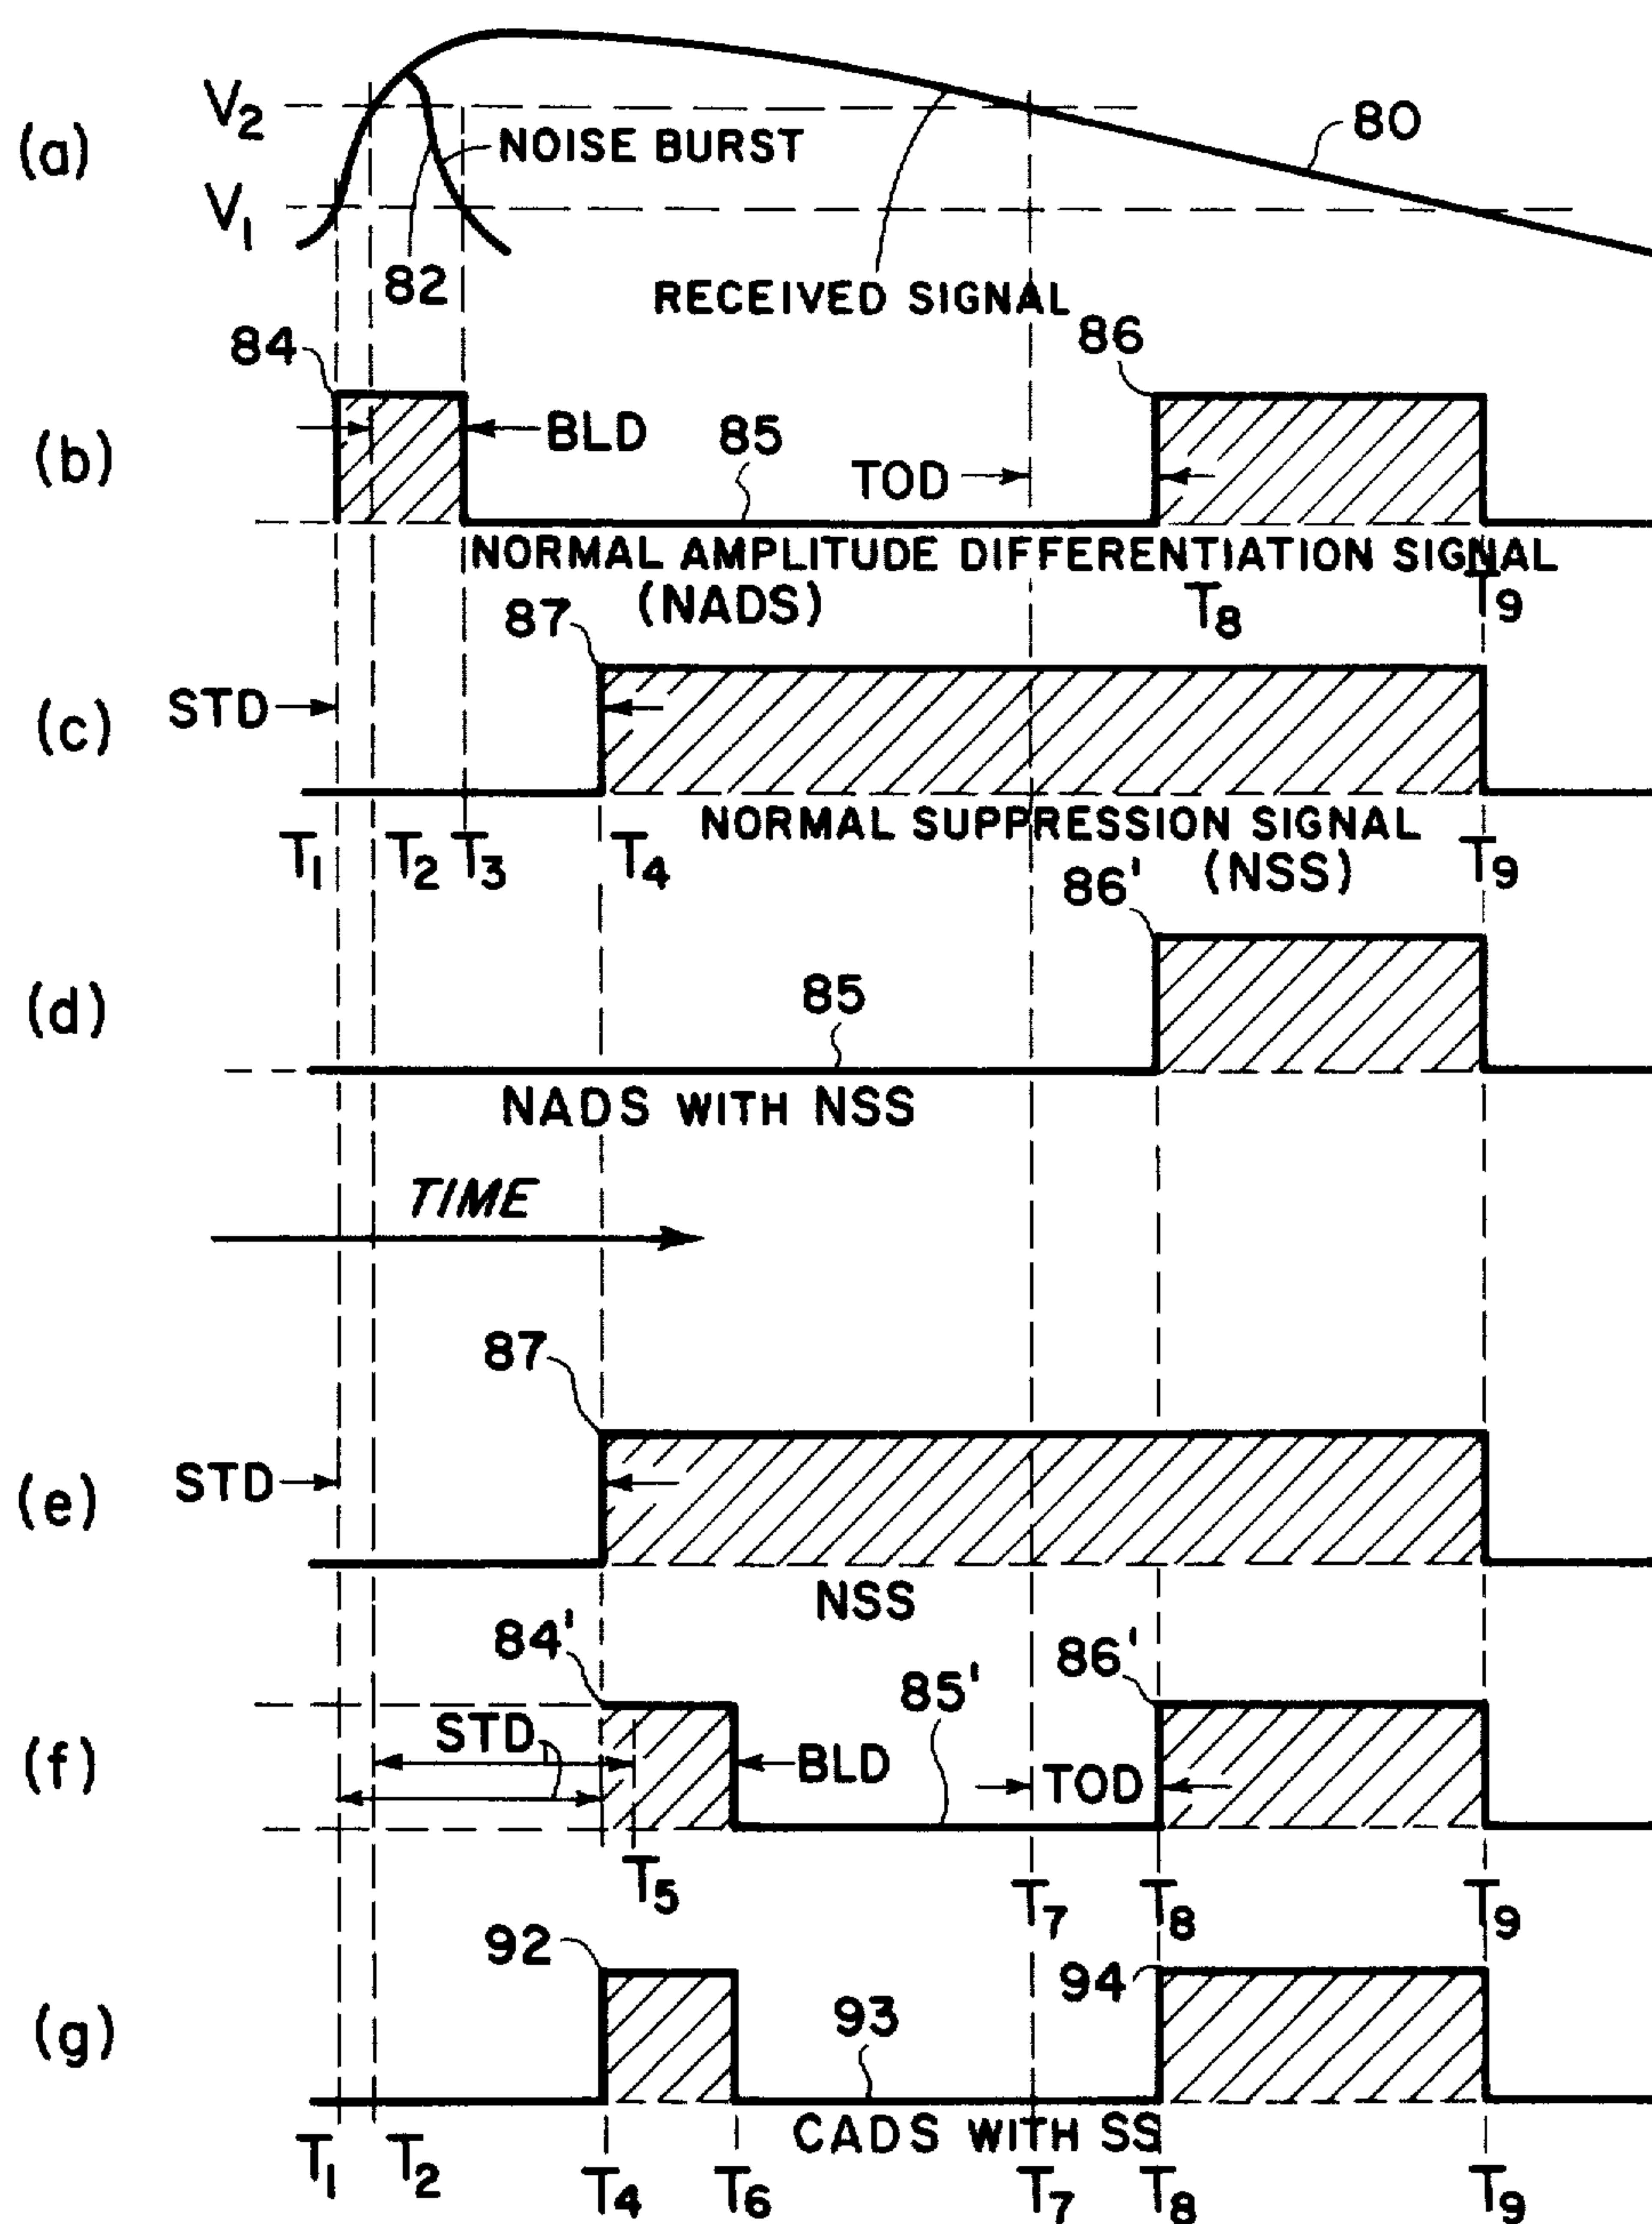 (a)
V2
NOISE BURST
80
V1
82
RECEIVED SIGNAL
84
86
(b)
BLD
85
TOD
NORMAL AMPLITUDE DIFFERENTIATION SIGNAL
(NADS)
T8
T9
87
(c)
STD
NORMAL SUPPRESSION SIGNAL
(NSS)
T1
T2
T3
T4
T9
86'
(d)
85
NADS WITH NSS
TIME
87
(e)
STD
NSS
84'
86'
85'
(f)
STD
BLD
TOD
T5
T7
T8
T9
92
94
(g)
93
CADS WITH SS
T1
T2
T4
T6
T7
T8
T9